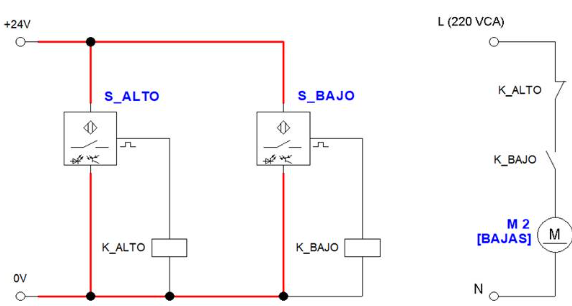 +24V
S_ALTO
S_BAJO
K_ALTO
K_BAJO
0V
L (220 VCA)
K_ALTO
K_BAJO
M 2
[BAJAS]
M
N